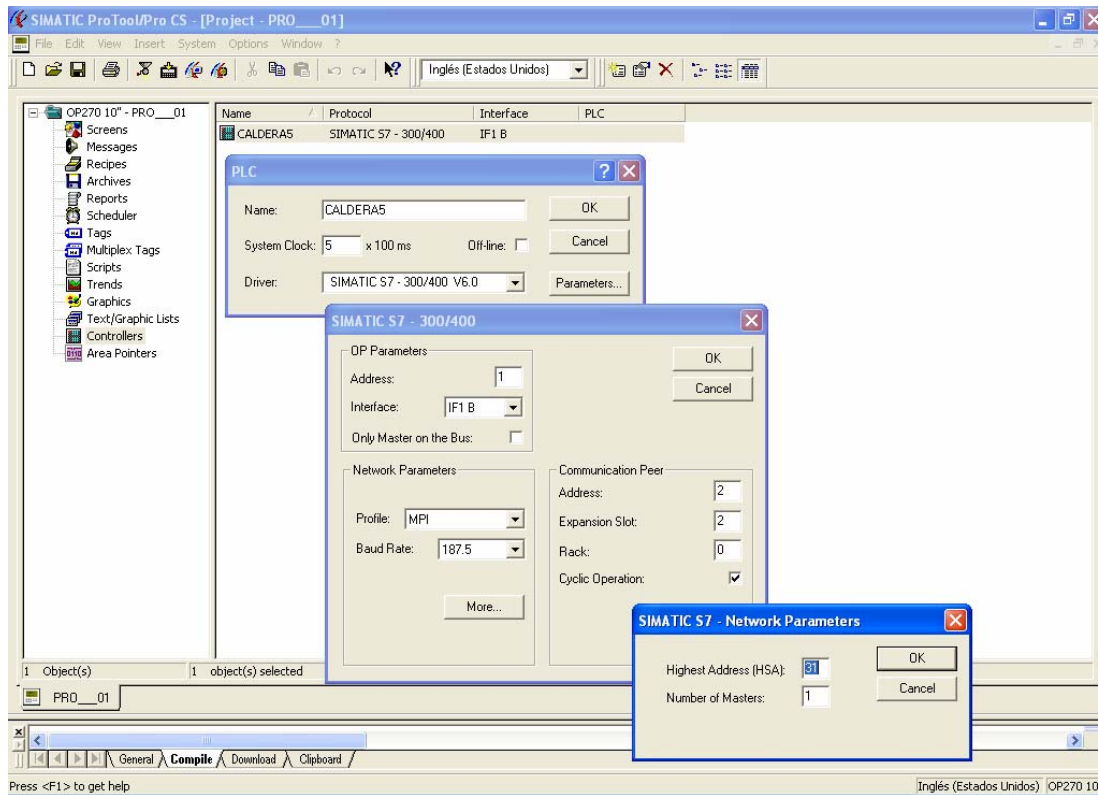 SIMATIC ProTool/Pro CS - [Project - PRO___01]
File Edit View Insert System Options Window ?
Inglés (Estados Unidos)
OP270 10" - PRO___01
Screens
Messages
Recipes
Archives
Reports
Scheduler
Tags
Multiplex Tags
Scripts
Trends
Graphics
Text/Graphic Lists
Controllers
Area Pointers
Name Protocol Interface PLC
CALDERA5 SIMATIC S7 - 300/400 IF1 B
PLC
Name: CALDERA5 OK
System Clock: 5 x 100 ms Off-line: Cancel
Driver: SIMATIC S7 - 300/400 V6.0 Parameters...
SIMATIC S7 - 300/400
OP Parameters
Address: 1
Interface: IF1 B
Only Master on the Bus:
OK
Cancel
Network Parameters
Profile: MPI
Baud Rate: 187.5
More...
Communication Peer
Address: 2
Expansion Slot: 2
Rack: 0
Cyclic Operation:
SIMATIC S7 - Network Parameters
Highest Address (HSA): 31 OK
Number of Masters: 1 Cancel
1 Object(s) 1 object(s) selected
PRO___01
General Compile Download Clipboard
Press <F1> to get help Inglés (Estados Unidos) OP270 10